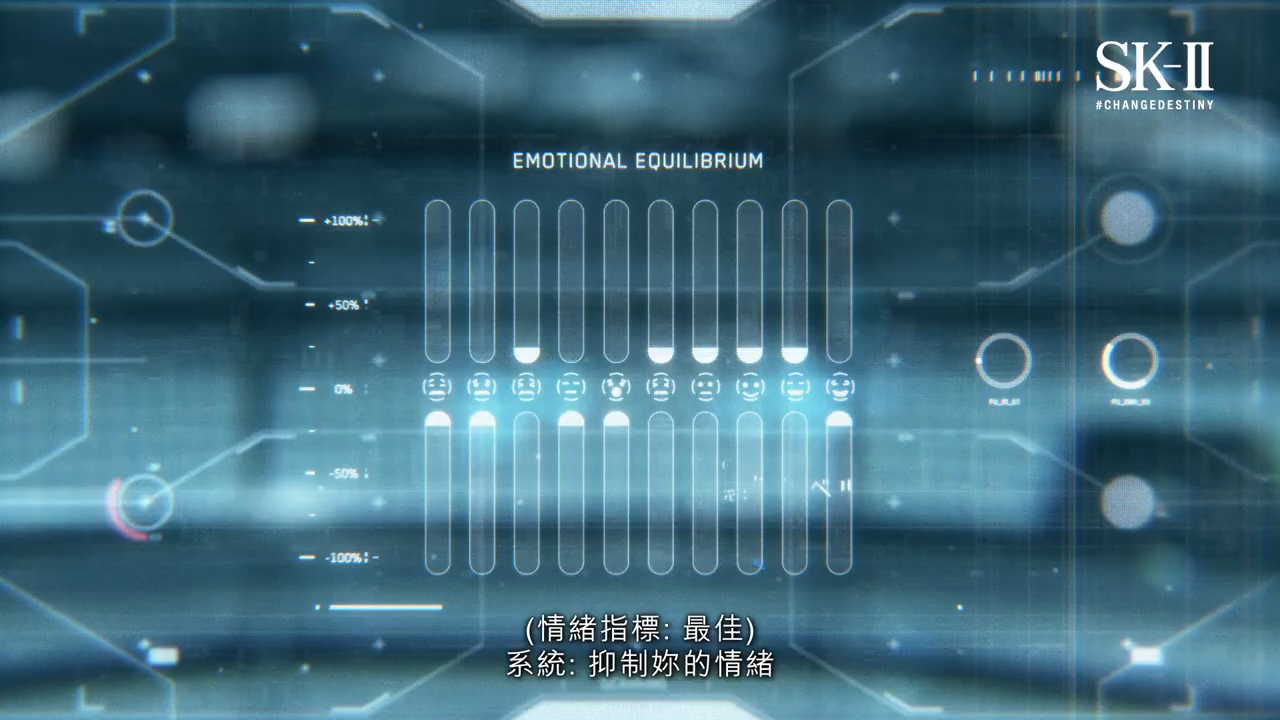 SK-II
#CHANGEDESTINY
EMOTIONAL EQUILIBRIUM
+100%
+50%
0%
-50%
-100%
(情緒指標: 最佳)
系統: 抑制妳的情緒